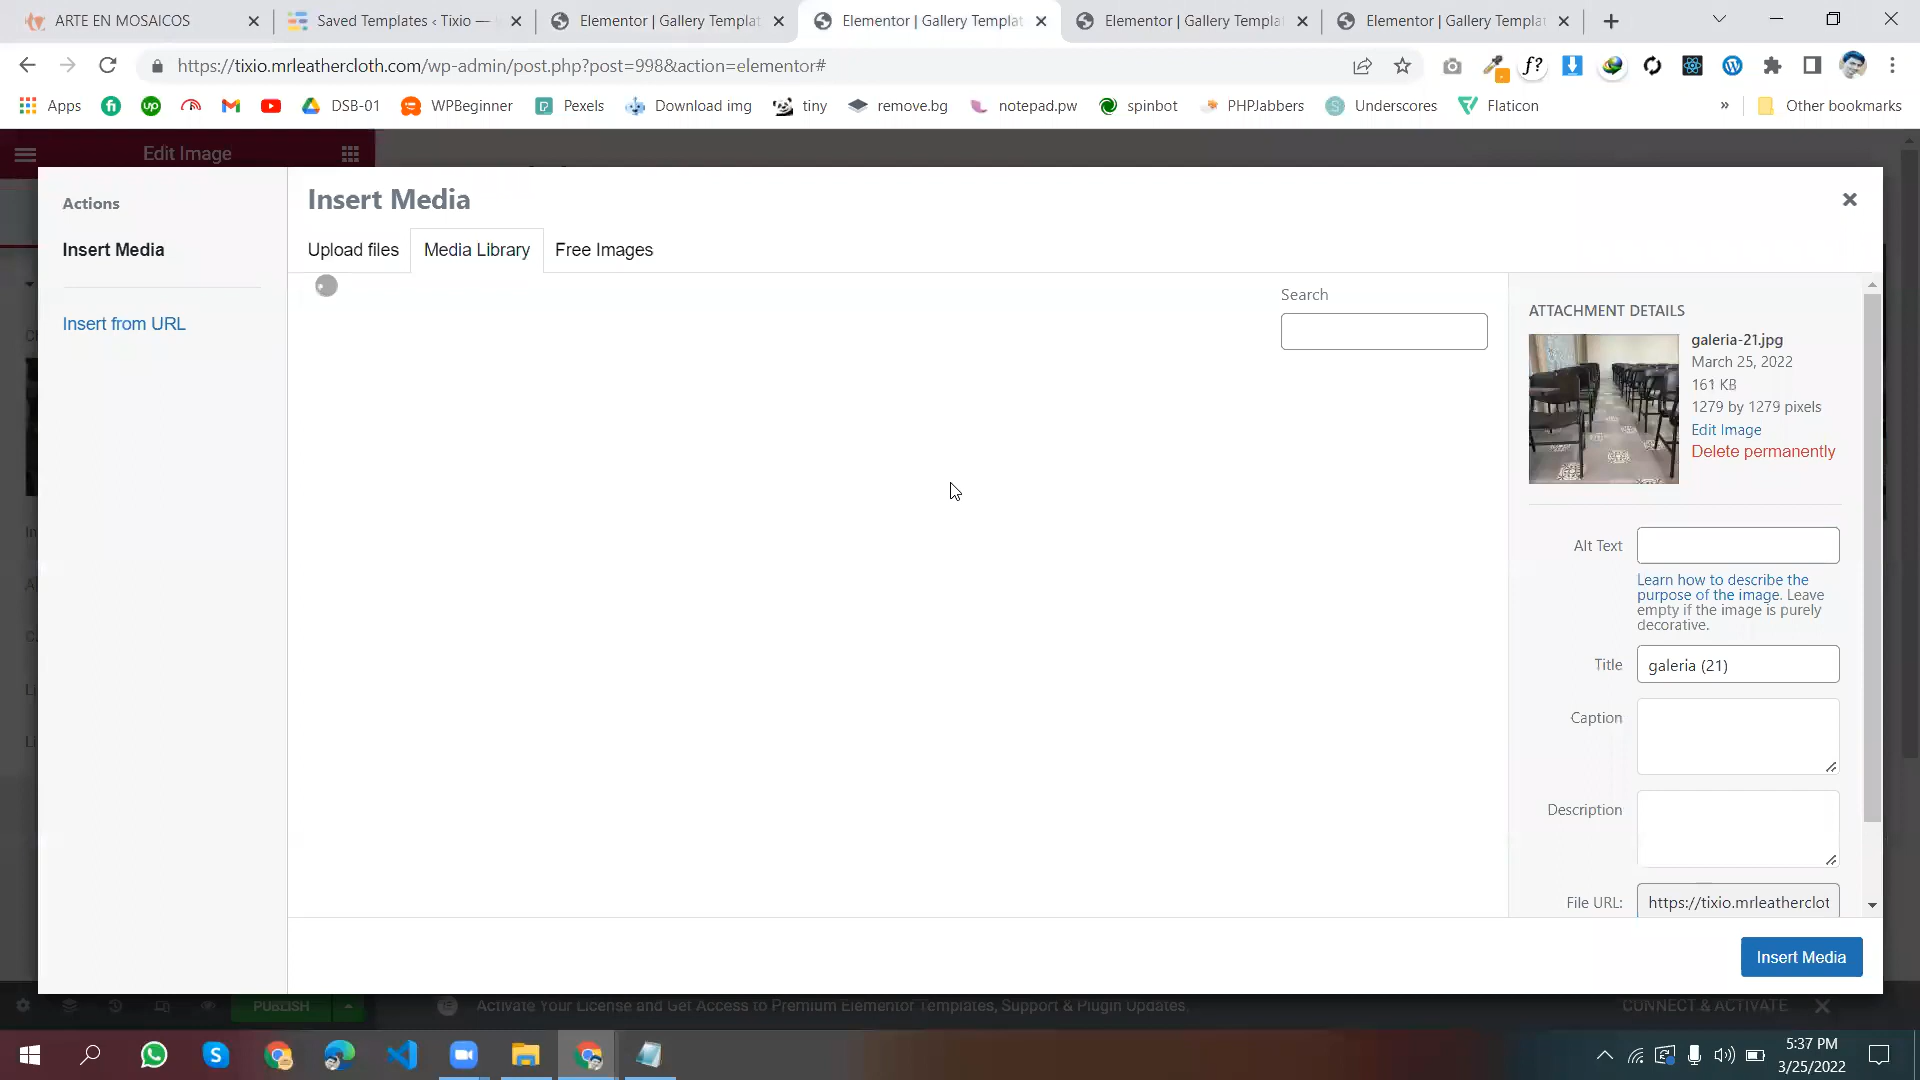 ARTE EN MOSAICOS
Saved Templates ‹ Tixio —
Elementor | Gallery Templat
Elementor | Gallery Templat
Elementor | Gallery Templa
Elementor | Gallery Templat
https://tixio.mrleathercloth.com/wp-admin/post.php?post=998&action=elementor#
f?
Apps
fi
up
DSB-01
WPBeginner
Pexels
Download img
tiny
remove.bg
notepad.pw
spinbot
PHPJabbers
Underscores
Flaticon
»
Other bookmarks
Edit Image
Actions
Insert Media
Insert from URL
Insert Media
Upload files
Media Library
Free Images
Search
ATTACHMENT DETAILS
galeria-21.jpg
March 25, 2022
161 KB
1279 by 1279 pixels
Edit Image
Delete permanently
Alt Text
Learn how to describe the
purpose of the image. Leave
empty if the image is purely
decorative.
Title
galeria (21)
Caption
Description
File URL:
https://tixio.mrleatherclot
Insert Media
PUBLISH
Activate Your License and Get Access to Premium Elementor Templates, Support & Plugin Updates.
CONNECT & ACTIVATE
5:37 PM
3/25/2022